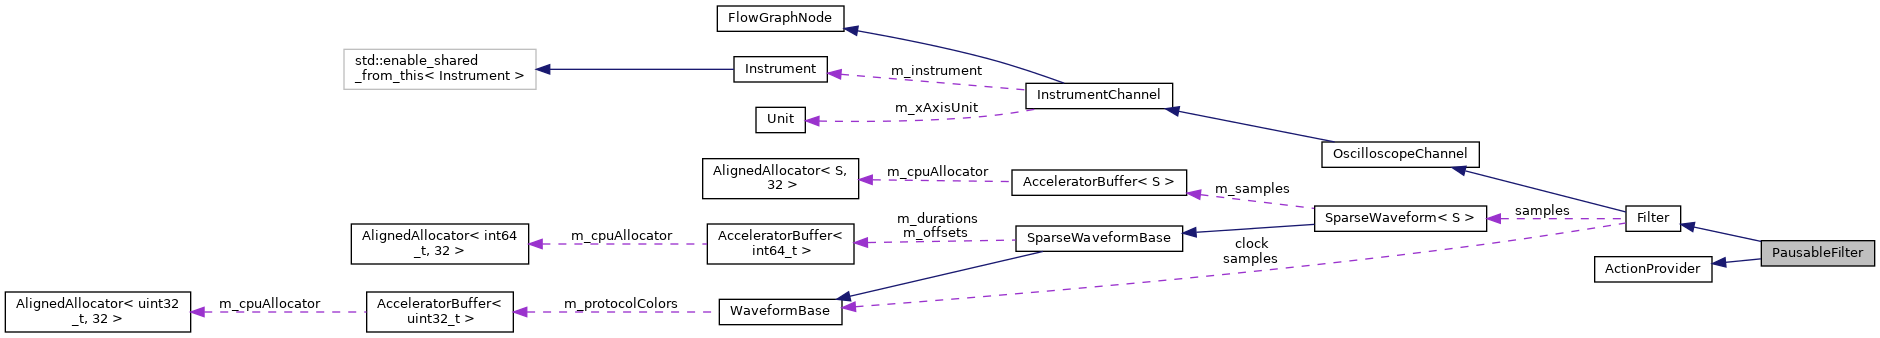 FlowGraphNode
std::enable_shared
_from_this< Instrument >
Instrument
m_instrument
InstrumentChannel
m_xAxisUnit
Unit
OscilloscopeChannel
AlignedAllocator< S,
32 >
m_cpuAllocator
AcceleratorBuffer< S >
m_samples
SparseWaveform< S >
samples
Filter
m_durations
m_offsets
AlignedAllocator< int64
_t, 32 >
m_cpuAllocator
AcceleratorBuffer<
int64_t >
SparseWaveformBase
clock
samples
PausableFilter
ActionProvider
AlignedAllocator< uint32
_t, 32 >
m_cpuAllocator
AcceleratorBuffer<
uint32_t >
m_protocolColors
WaveformBase